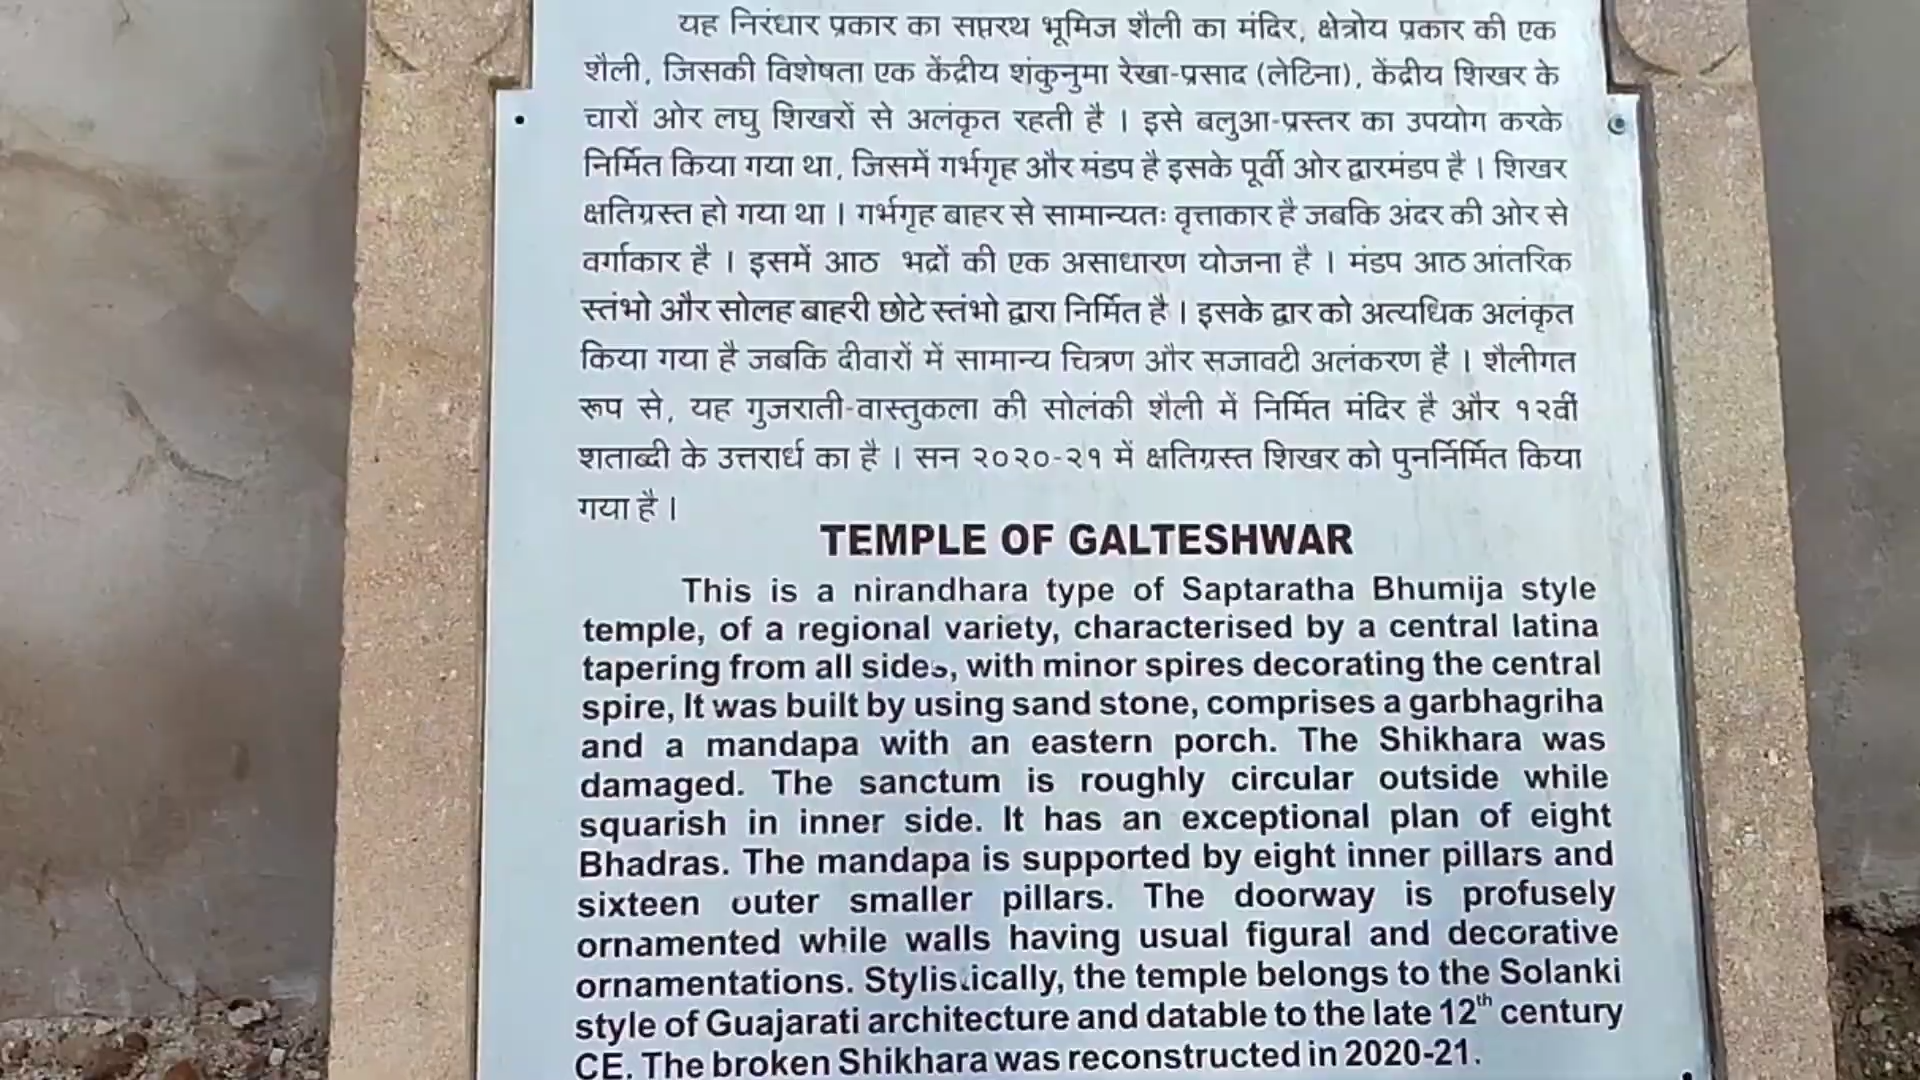 यह निरंधार प्रकार का सप्तरथ भूमिज शैली का मंदिर, क्षेत्रीय प्रकार की एक
शैली, जिसकी विशेषता एक केंद्रीय शंकुनुमा रेखा-प्रसाद (लेटिना), केंद्रीय शिखर के
चारों ओर लघु शिखरों से अलंकृत रहती है । इसे बलुआ-प्रस्तर का उपयोग करके
निर्मित किया गया था, जिसमें गर्भगृह और मंडप है इसके पूर्वी ओर द्वारमंडप है । शिखर
क्षतिग्रस्त हो गया था । गर्भगृह बाहर से सामान्यतः वृत्ताकार है जबकि अंदर की ओर से
वर्गाकार है । इसमें आठ भद्रों की एक असाधारण योजना है । मंडप आठ आंतरिक
स्तंभो और सोलह बाहरी छोटे स्तंभो द्वारा निर्मित है । इसके द्वार को अत्यधिक अलंकृत
किया गया है जबकि दीवारों में सामान्य चित्रण और सजावटी अलंकरण हैं । शैलीगत
रूप से, यह गुजराती-वास्तुकला की सोलंकी शैली में निर्मित मंदिर है और १२वीं
शताब्दी के उत्तरार्ध का है । सन २०२०-२१ में क्षतिग्रस्त शिखर को पुनर्निर्मित किया
गया है ।
TEMPLE OF GALTESHWAR
This is a nirandhara type of Saptaratha Bhumija style
temple, of a regional variety, characterised by a central latina
tapering from all sides, with minor spires decorating the central
spire, It was built by using sand stone, comprises a garbhagriha
and a mandapa with an eastern porch. The Shikhara was
damaged. The sanctum is roughly circular outside while
squarish in inner side. It has an exceptional plan of eight
Bhadras. The mandapa is supported by eight inner pillars and
sixteen outer smaller pillars. The doorway is profusely
ornamented while walls having usual figural and decorative
ornamentations. Stylistically, the temple belongs to the Solanki
style of Guajarati architecture and datable to the late 12th century
CE. The broken Shikhara was reconstructed in 2020-21.